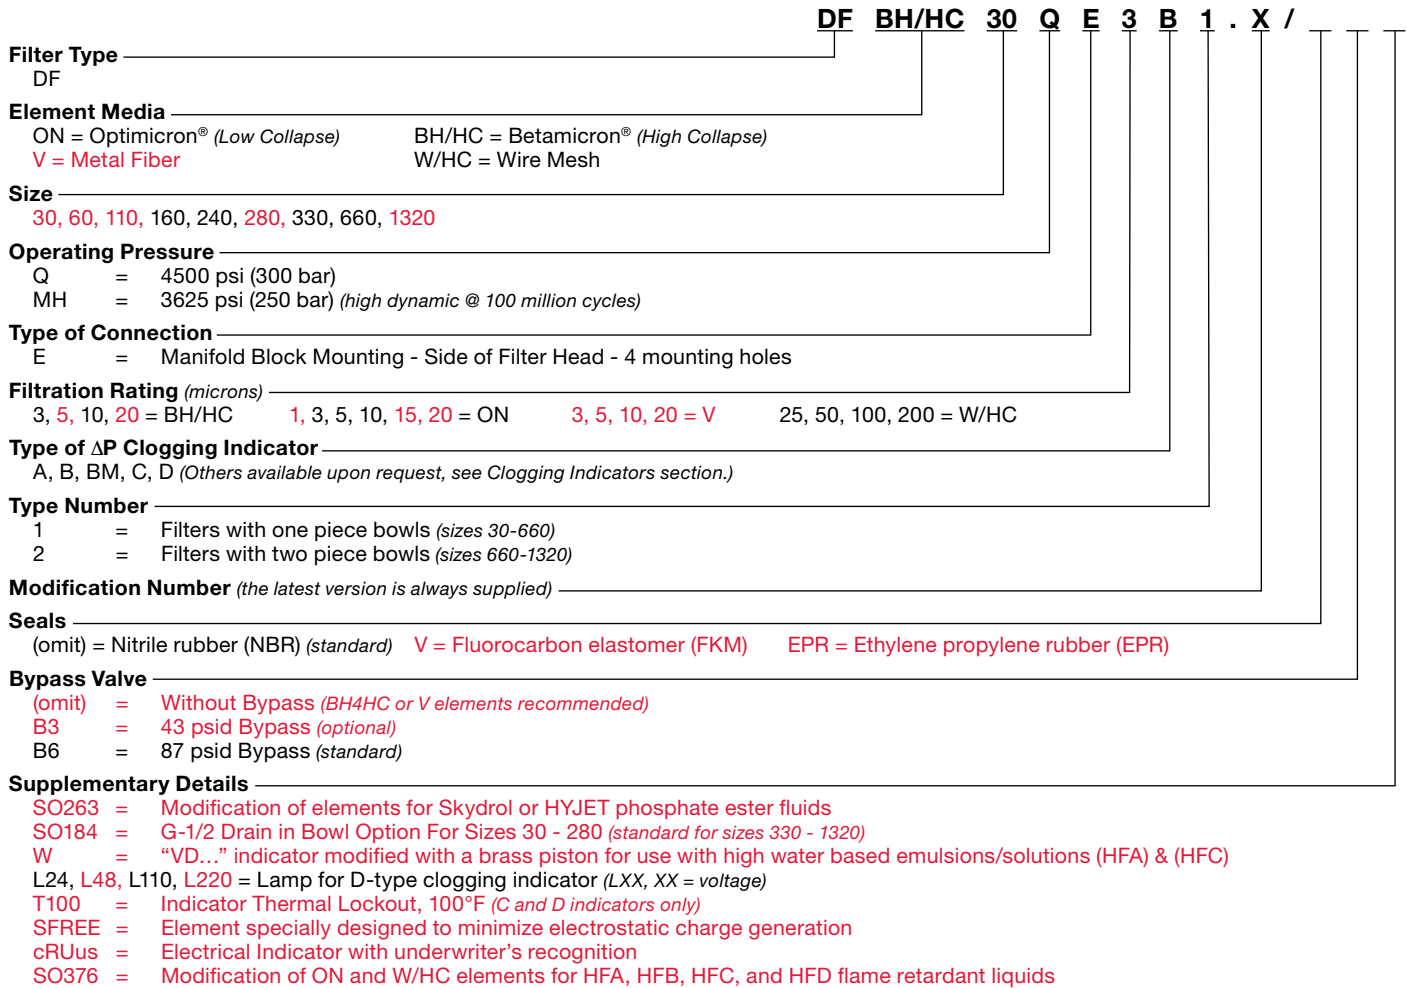 DF BH/HC 30 Q E 3 B 1 . X / _ _ _
Filter Type
DF
Element Media
ON = Optimicron® (Low Collapse) BH/HC = Betamicron® (High Collapse)
V = Metal Fiber W/HC = Wire Mesh
Size
30, 60, 110, 160, 240, 280, 330, 660, 1320
Operating Pressure
Q = 4500 psi (300 bar)
MH = 3625 psi (250 bar) (high dynamic @ 100 million cycles)
Type of Connection
E = Manifold Block Mounting - Side of Filter Head - 4 mounting holes
Filtration Rating (microns)
3, 5, 10, 20 = BH/HC 1, 3, 5, 10, 15, 20 = ON 3, 5, 10, 20 = V 25, 50, 100, 200 = W/HC
Type of ΔP Clogging Indicator
A, B, BM, C, D (Others available upon request, see Clogging Indicators section.)
Type Number
1 = Filters with one piece bowls (sizes 30-660)
2 = Filters with two piece bowls (sizes 660-1320)
Modification Number (the latest version is always supplied)
Seals
(omit) = Nitrile rubber (NBR) (standard) V = Fluorocarbon elastomer (FKM) EPR = Ethylene propylene rubber (EPR)
Bypass Valve
(omit) = Without Bypass (BH4HC or V elements recommended)
B3 = 43 psid Bypass (optional)
B6 = 87 psid Bypass (standard)
Supplementary Details
SO263 = Modification of elements for Skydrol or HYJET phosphate ester fluids
SO184 = G-1/2 Drain in Bowl Option For Sizes 30 - 280 (standard for sizes 330 - 1320)
W = “VD…” indicator modified with a brass piston for use with high water based emulsions/solutions (HFA) & (HFC)
L24, L48, L110, L220 = Lamp for D-type clogging indicator (LXX, XX = voltage)
T100 = Indicator Thermal Lockout, 100°F (C and D indicators only)
SFREE = Element specially designed to minimize electrostatic charge generation
cRUus = Electrical Indicator with underwriter’s recognition
SO376 = Modification of ON and W/HC elements for HFA, HFB, HFC, and HFD flame retardant liquids